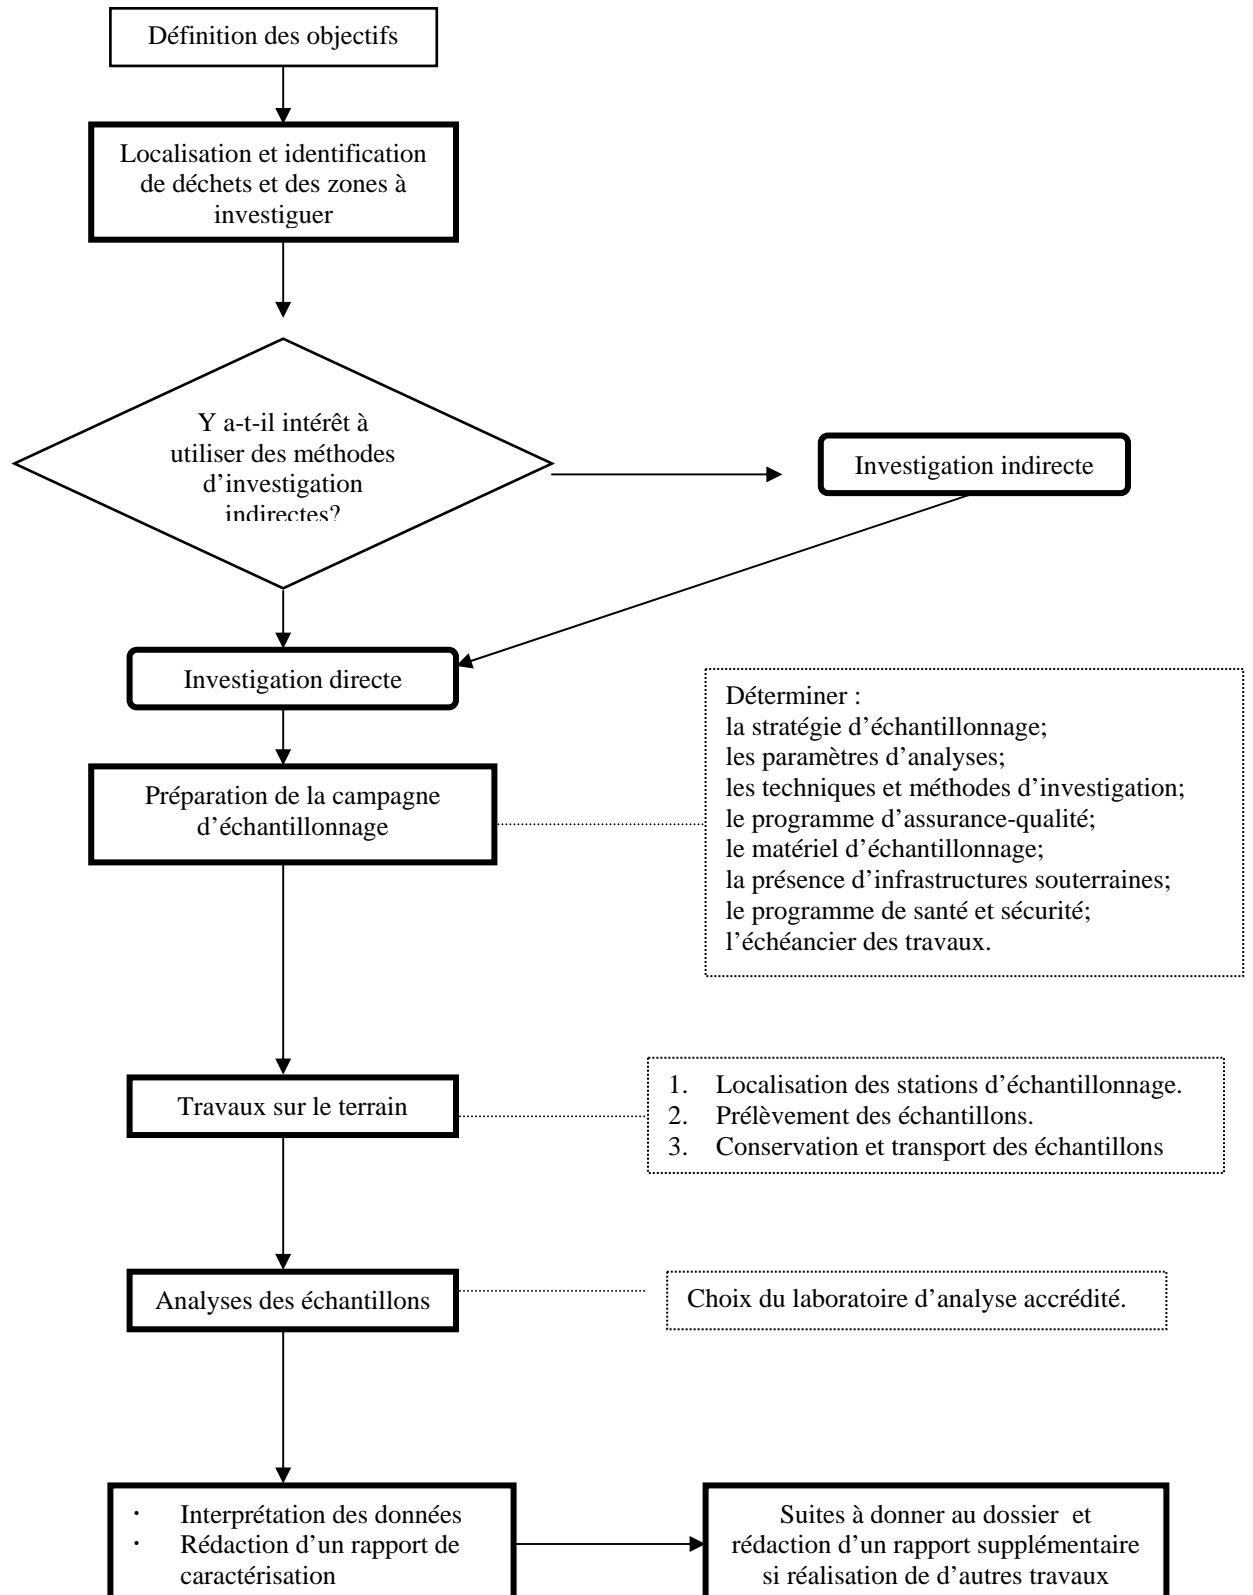 Définition des objectifs
Localisation et identification
de déchets et des zones à
investiguer
Y a-t-il intérêt à
utiliser des méthodes
d’investigation
indirectes?
Investigation indirecte
Investigation directe
Préparation de la campagne
d’échantillonnage
Déterminer :
la stratégie d’échantillonnage;
les paramètres d’analyses;
les techniques et méthodes d’investigation;
le programme d’assurance-qualité;
le matériel d’échantillonnage;
la présence d’infrastructures souterraines;
le programme de santé et sécurité;
l’échéancier des travaux.
Travaux sur le terrain
1. Localisation des stations d’échantillonnage.
2. Prélèvement des échantillons.
3. Conservation et transport des échantillons
Analyses des échantillons
Choix du laboratoire d’analyse accrédité.
· Interprétation des données
· Rédaction d’un rapport de
caractérisation
Suites à donner au dossier et
rédaction d’un rapport supplémentaire
si réalisation de d’autres travaux